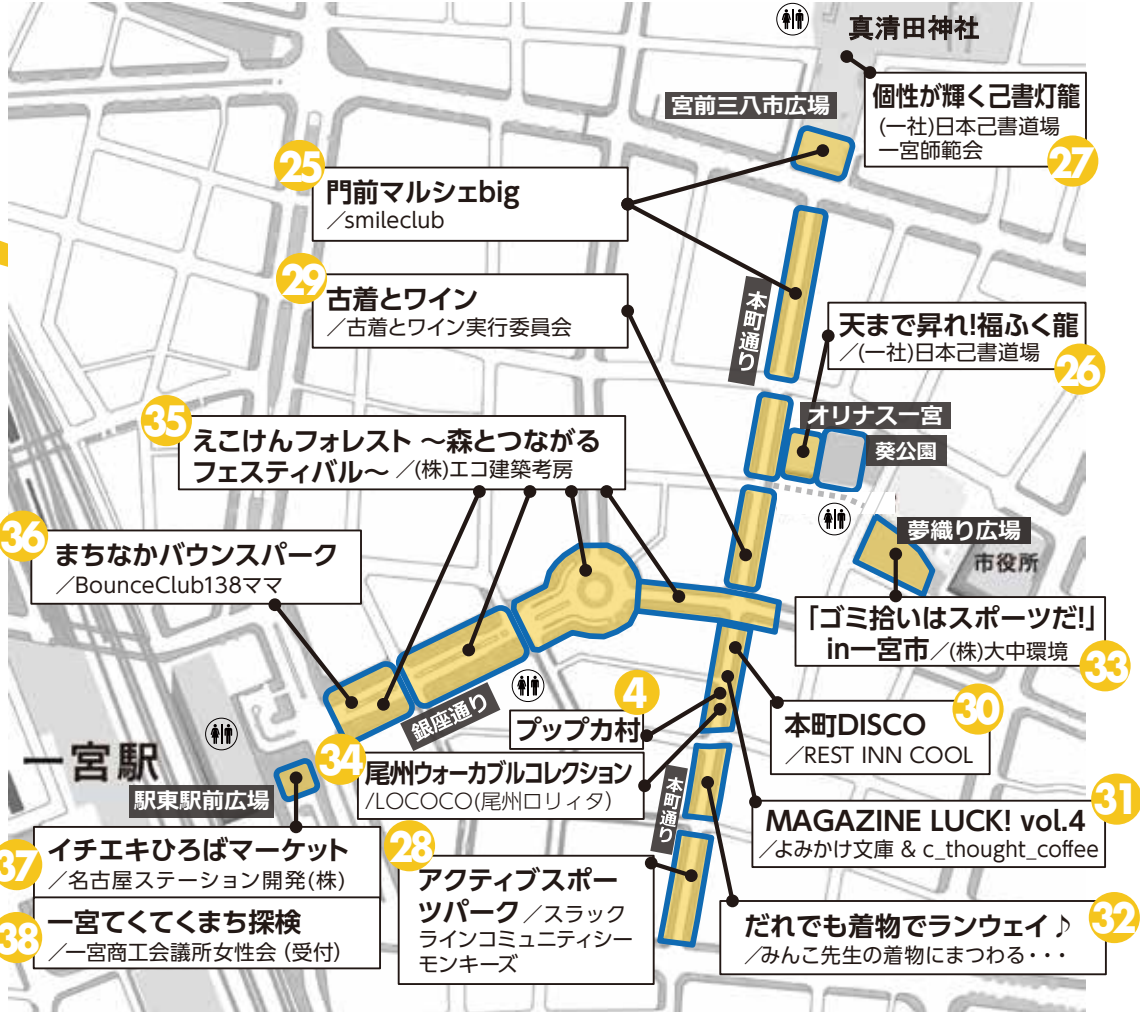 真清田神社
宮前三八市広場
個性が輝く己書灯籠
(一社)日本己書道場
一宮師範会
27
25
門前マルシェbig
/smileclub
29
古着とワイン
/古着とワイン実行委員会
本町通り
天まで昇れ!福ふく龍
/(一社)日本己書道場
26
オリナス一宮
葵公園
35
えこけんフォレスト ～森とつながる
フェスティバル～ /(株)エコ建築考房
36
まちなかバウンスパーク
/BounceClub138ママ
夢織り広場
市役所
「ゴミ拾いはスポーツだ!」
in一宮市/(株)大中環境
33
銀座通り
4
プップカ村
30
本町DISCO
/REST INN COOL
一宮駅
駅東駅前広場
34
尾州ウォーカブルコレクション
/LOCOCO(尾州ロリィタ)
本町通り
31
MAGAZINE LUCK! vol.4
/よみかけ文庫 & c_thought_coffee
37
イチエキひろばマーケット
/名古屋ステーション開発(株)
38
一宮てくてくまち探検
/一宮商工会議所女性会 (受付)
28
アクティブスポー
ツパーク /スラック
ラインコミュニティシー
モンキーズ
32
だれでも着物でランウェイ♪
/みんこ先生の着物にまつわる・・・